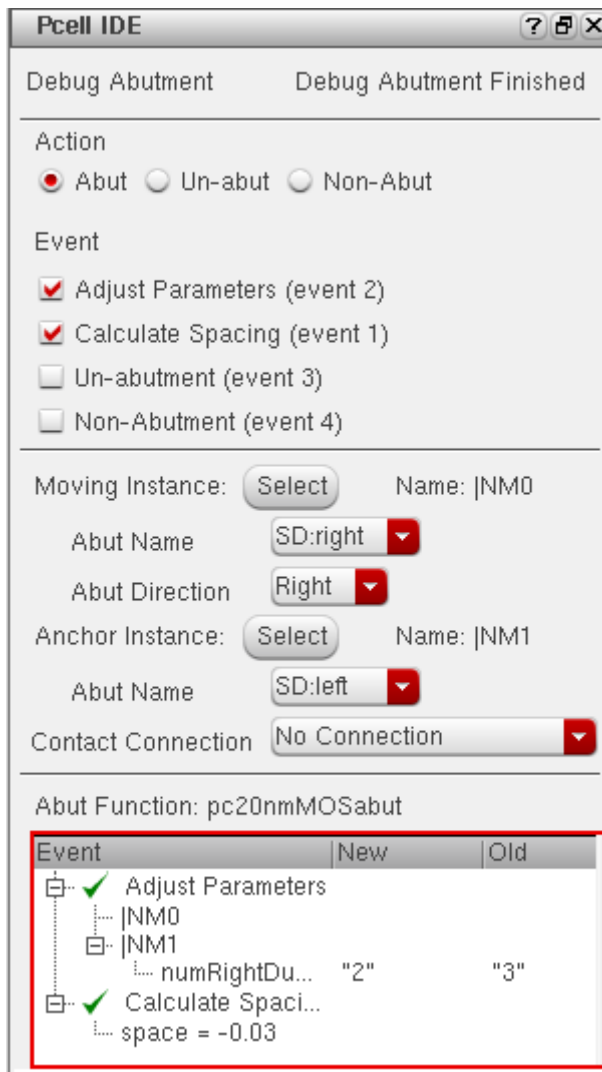 Pcell IDE
Debug Abutment Debug Abutment Finished
Action
Abut Un-abut Non-Abut
Event
Adjust Parameters (event 2)
Calculate Spacing (event 1)
Un-abutment (event 3)
Non-Abutment (event 4)
Moving Instance: Select Name: |NM0
Abut Name SD:right
Abut Direction Right
Anchor Instance: Select Name: |NM1
Abut Name SD:left
Contact Connection No Connection
Abut Function: pc20nmMOSabut
Event New Old
Adjust Parameters
|NM0
|NM1
numRightDu... "2" "3"
Calculate Spaci...
space = -0.03